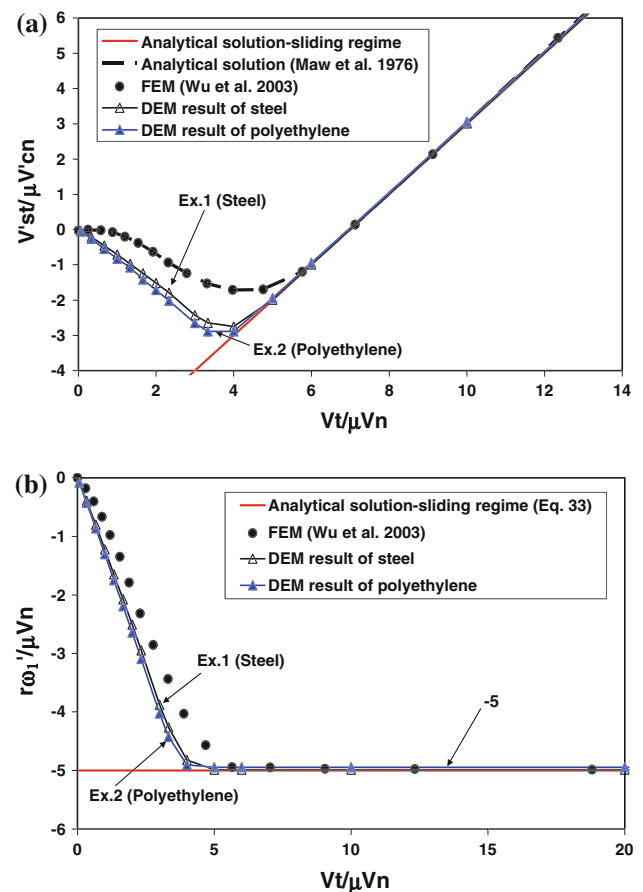 (a)
6
5
4
3
2
1
0
-1
-2
-3
-4
V'st/μV'cn
Analytical solution-sliding regime
Analytical solution (Maw et al. 1976)
FEM (Wu et al. 2003)
DEM result of steel
DEM result of polyethylene
Ex.1 (Steel)
Ex.2 (Polyethylene)
0 2 4 6 8 10 12 14
Vt/μVn
(b)
0
-1
-2
-3
-4
-5
-6
rω₁'/μVn
Analytical solution-sliding regime (Eq. 33)
FEM (Wu et al. 2003)
DEM result of steel
DEM result of polyethylene
Ex.1 (Steel)
-5
Ex.2 (Polyethylene)
0 5 10 15 20
Vt/μVn